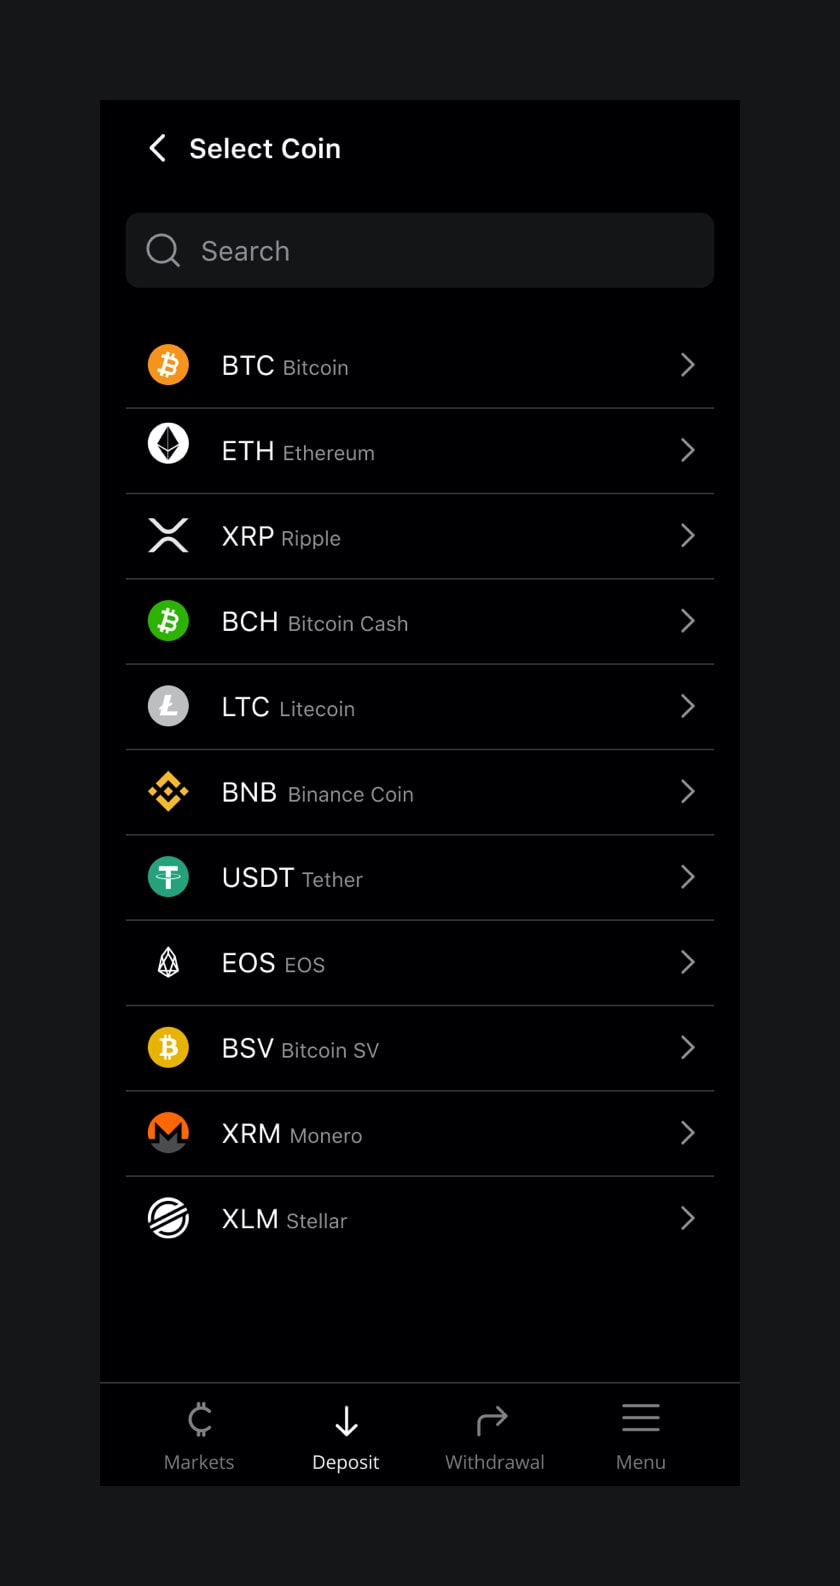 Select Coin
Search
BTC Bitcoin
ETH Ethereum
XRP Ripple
BCH Bitcoin Cash
LTC Litecoin
BNB Binance Coin
USDT Tether
EOS EOS
BSV Bitcoin SV
XRM Monero
XLM Stellar
Markets Deposit Withdrawal Menu